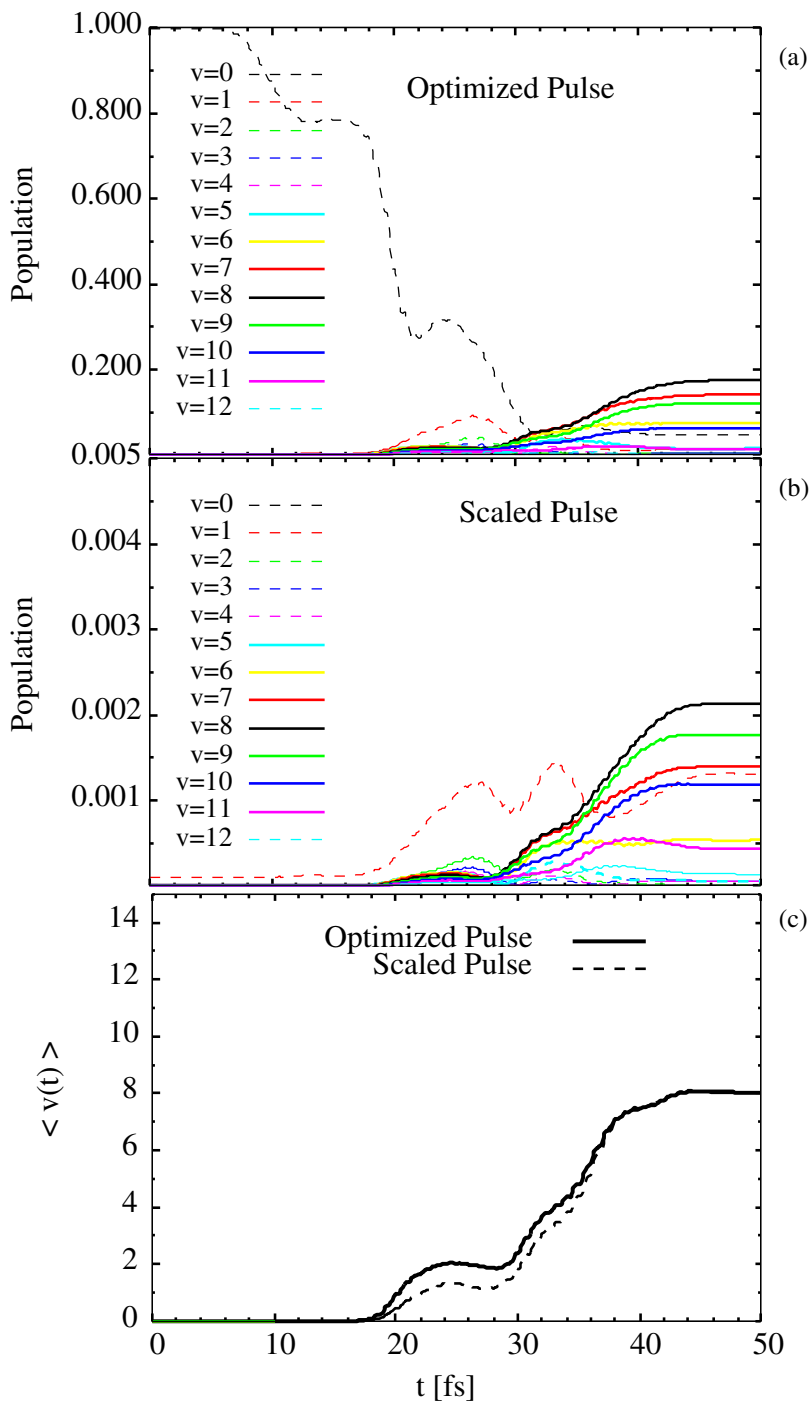 (a)
Optimized Pulse
Population
1.000
0.800
0.600
0.400
0.200
0.005
v=0
v=1
v=2
v=3
v=4
v=5
v=6
v=7
v=8
v=9
v=10
v=11
v=12
(b)
Scaled Pulse
Population
0.004
0.003
0.002
0.001
v=0
v=1
v=2
v=3
v=4
v=5
v=6
v=7
v=8
v=9
v=10
v=11
v=12
(c)
Optimized Pulse
Scaled Pulse
< v(t) >
14
12
10
8
6
4
2
0
0 10 20 30 40 50
t [fs]